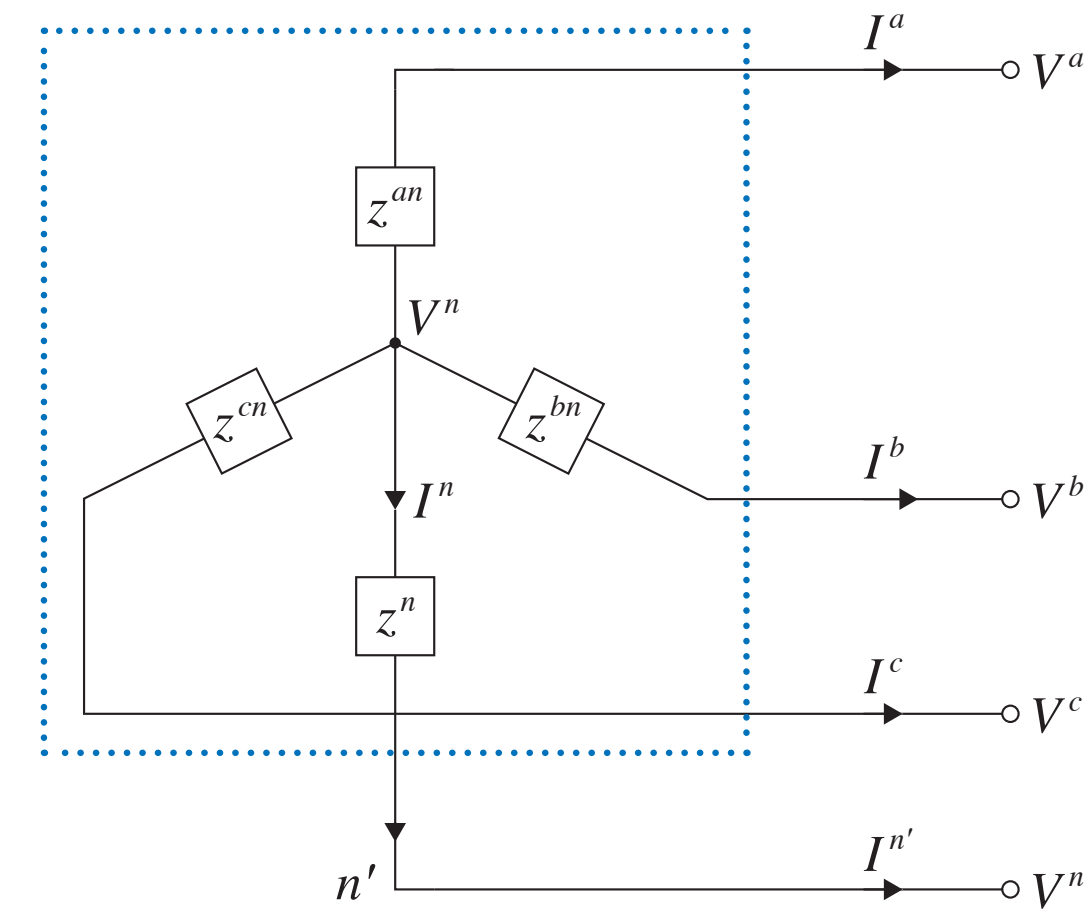 I^a
V^a
z^{an}
V^n
z^{cn}
z^{bn}
I^b
I^n
V^b
z^n
I^c
V^c
I^{n'}
n'
V^n